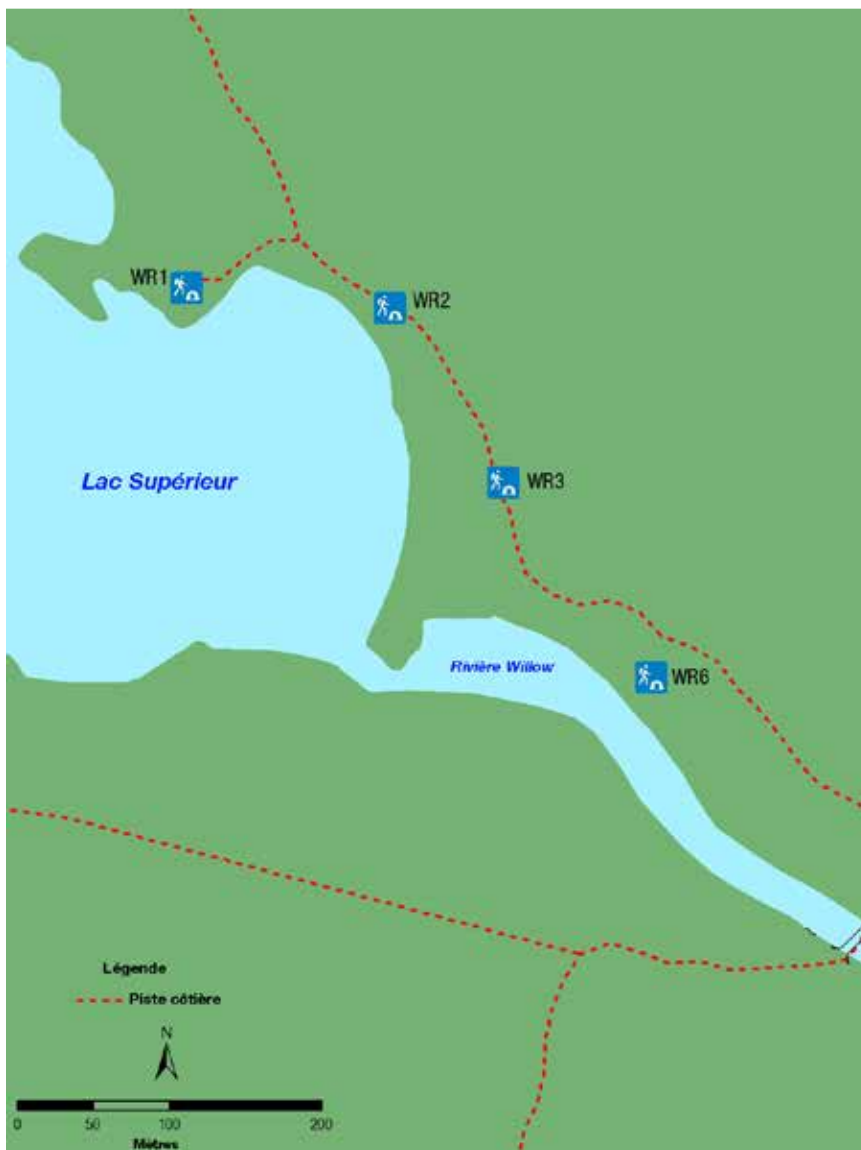 WR1
WR2
Lac Supérieur
WR3
Rivière Willow
WR6
Légende
Piste côtière
N
0 50 100 200
Mètres